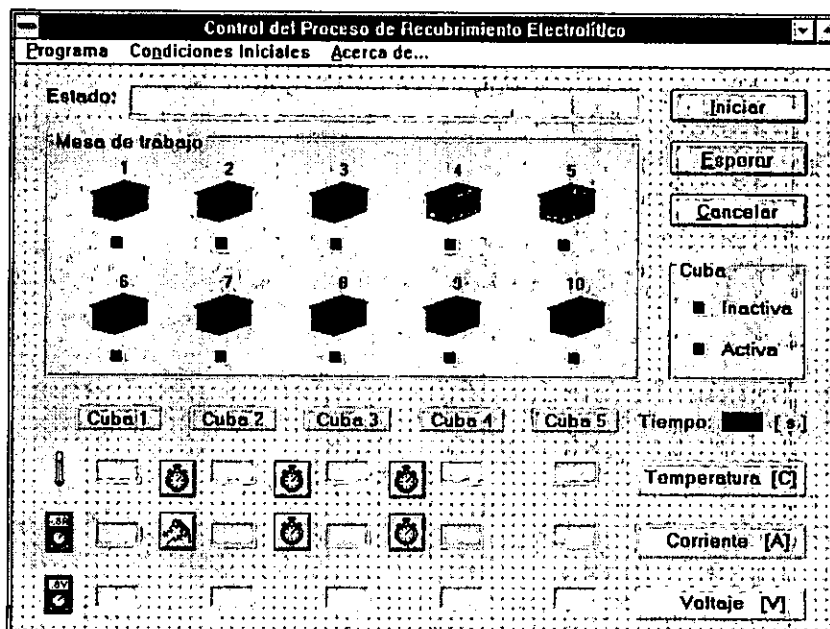 Control del Proceso de Recubrimiento Electrolítico
Programa Condiciones Iniciales Acerca de...
Estado:
Iniciar
Mesa de trabajo
1 2 3 4 5
Esperar
Cancelar
Cuba
6 7 8 9 10
Inactiva
Activa
Cuba 1 Cuba 2 Cuba 3 Cuba 4 Cuba 5 Tiempo: [s]
Temperatura [C]
Corriente [A]
Voltaje [V]